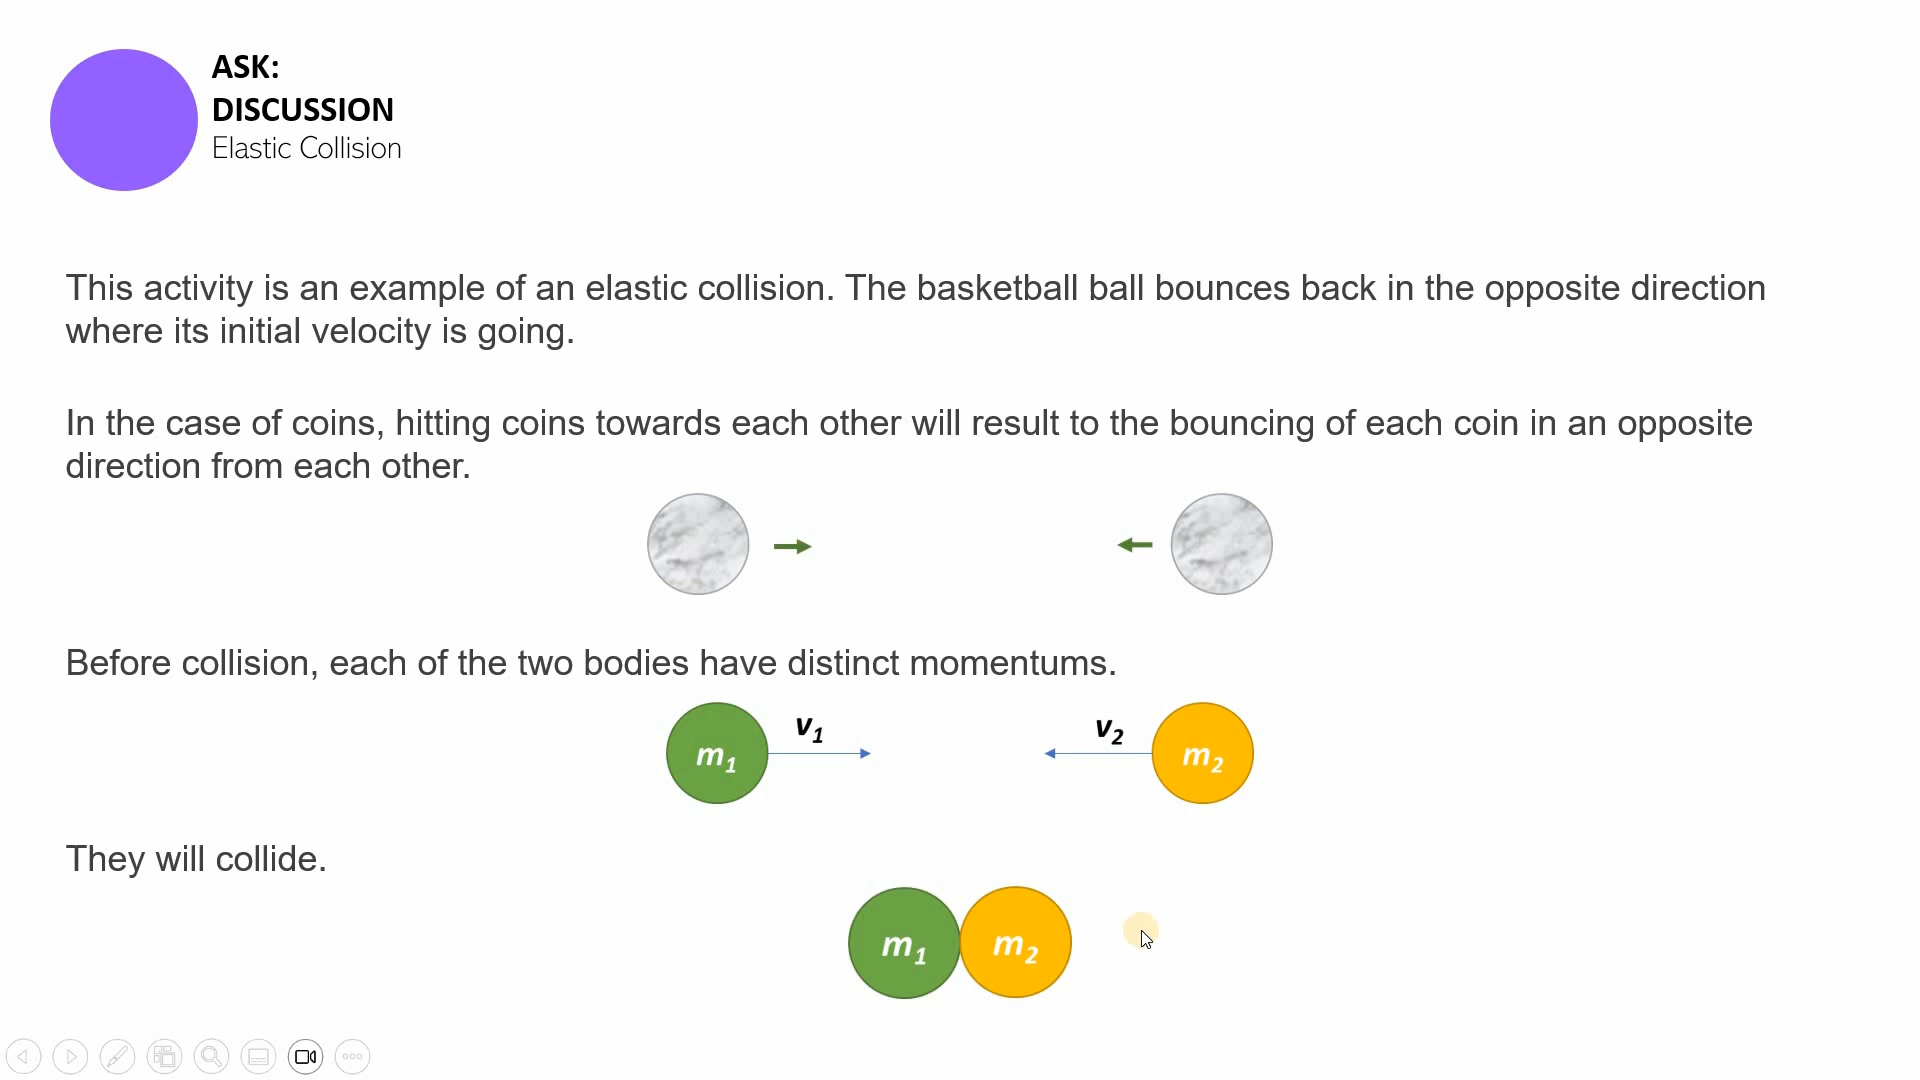 ASK:
DISCUSSION
Elastic Collision
This activity is an example of an elastic collision. The basketball ball bounces back in the opposite direction
where its initial velocity is going.
In the case of coins, hitting coins towards each other will result to the bouncing of each coin in an opposite
direction from each other.
Before collision, each of the two bodies have distinct momentums.
v₁ v₂
m₁ m₂
They will collide.
m₁ m₂